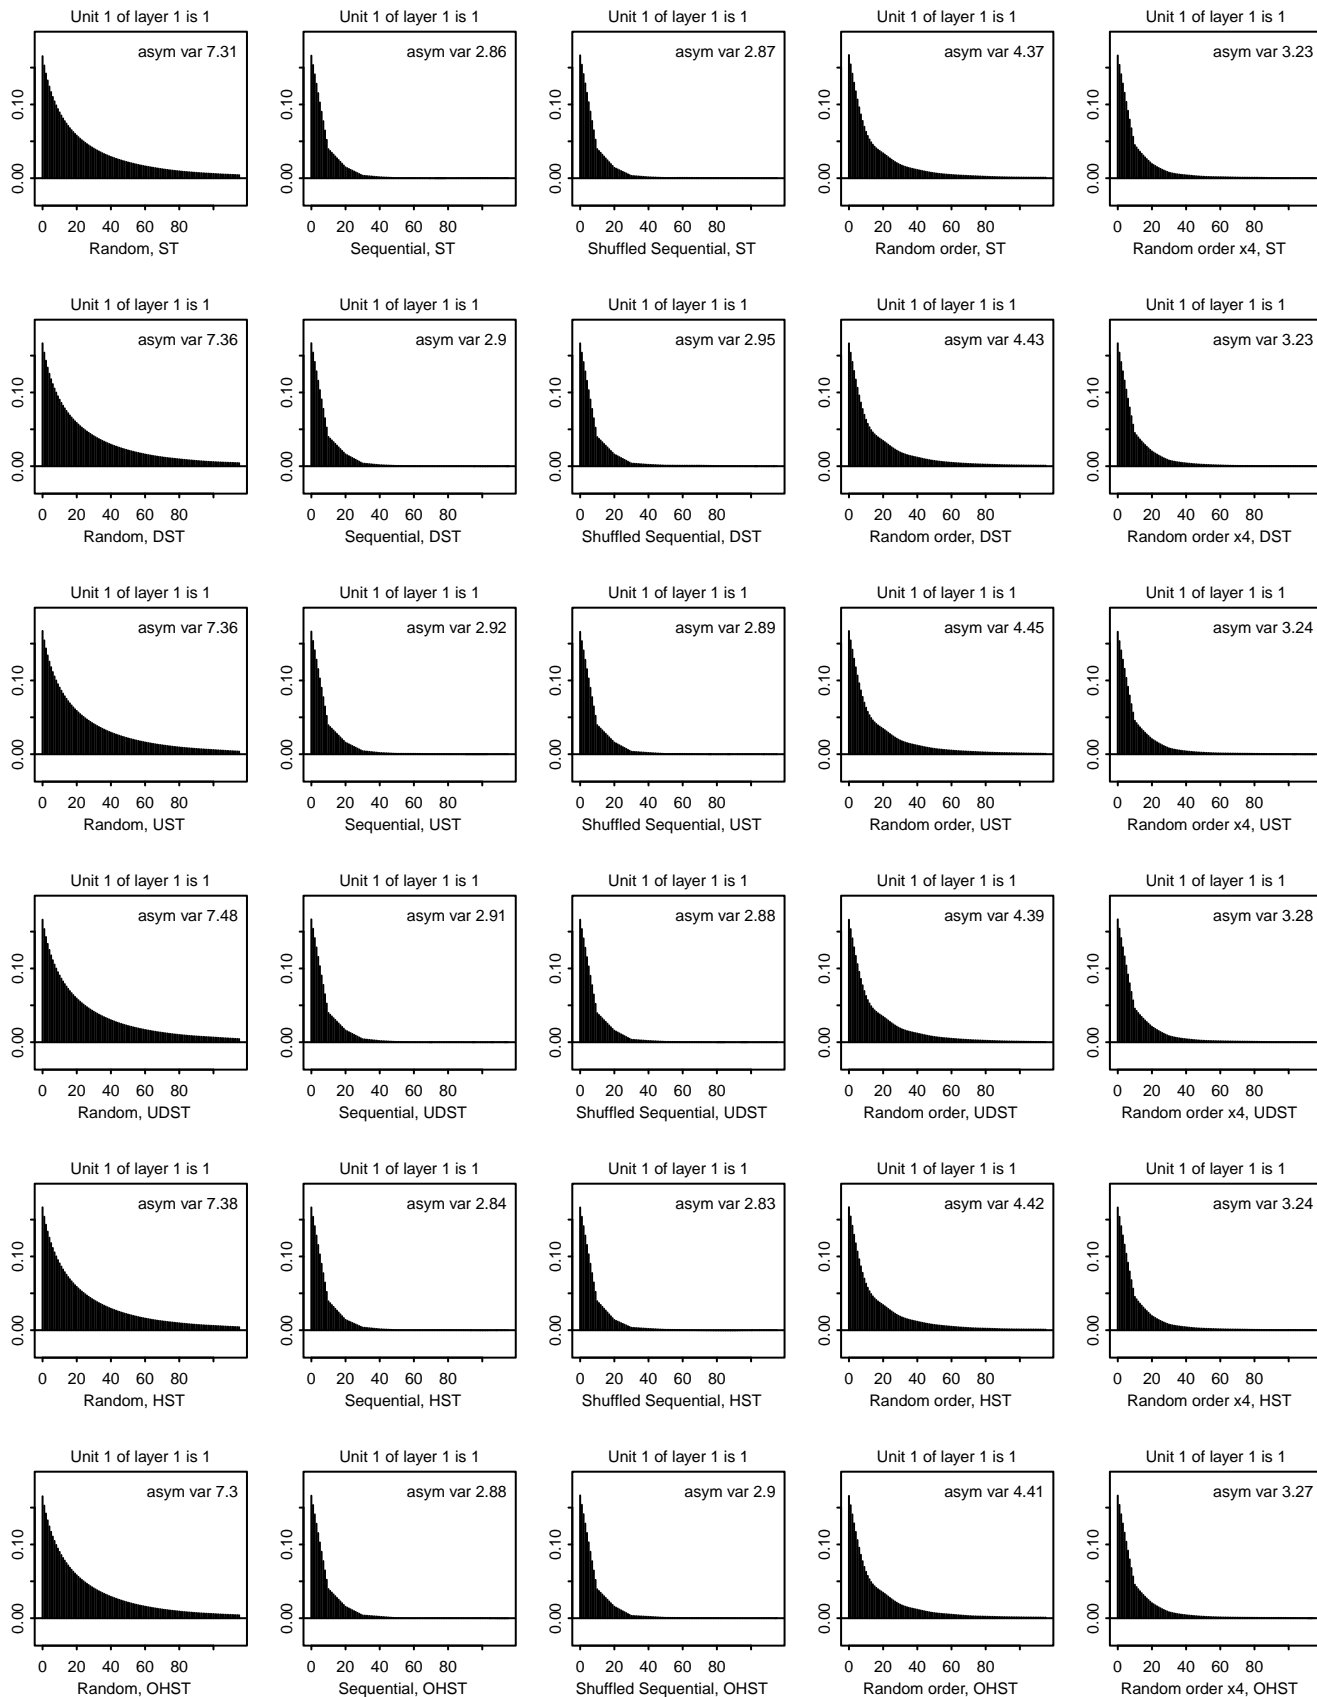 Unit 1 of layer 1 is 1 Unit 1 of layer 1 is 1 Unit 1 of layer 1 is 1 Unit 1 of layer 1 is 1 Unit 1 of layer 1 is 1
asym var 7.31 asym var 2.86 asym var 2.87 asym var 4.37 asym var 3.23
0.10 0.10 0.10 0.10 0.10
0.00 0.00 0.00 0.00 0.00
0 20 40 60 80 0 20 40 60 80 0 20 40 60 80 0 20 40 60 80 0 20 40 60 80
Random, ST Sequential, ST Shuffled Sequential, ST Random order, ST Random order x4, ST
Unit 1 of layer 1 is 1 Unit 1 of layer 1 is 1 Unit 1 of layer 1 is 1 Unit 1 of layer 1 is 1 Unit 1 of layer 1 is 1
asym var 7.36 asym var 2.9 asym var 2.95 asym var 4.43 asym var 3.23
0.10 0.10 0.10 0.10 0.10
0.00 0.00 0.00 0.00 0.00
0 20 40 60 80 0 20 40 60 80 0 20 40 60 80 0 20 40 60 80 0 20 40 60 80
Random, DST Sequential, DST Shuffled Sequential, DST Random order, DST Random order x4, DST
Unit 1 of layer 1 is 1 Unit 1 of layer 1 is 1 Unit 1 of layer 1 is 1 Unit 1 of layer 1 is 1 Unit 1 of layer 1 is 1
asym var 7.36 asym var 2.92 asym var 2.89 asym var 4.45 asym var 3.24
0.10 0.10 0.10 0.10 0.10
0.00 0.00 0.00 0.00 0.00
0 20 40 60 80 0 20 40 60 80 0 20 40 60 80 0 20 40 60 80 0 20 40 60 80
Random, UST Sequential, UST Shuffled Sequential, UST Random order, UST Random order x4, UST
Unit 1 of layer 1 is 1 Unit 1 of layer 1 is 1 Unit 1 of layer 1 is 1 Unit 1 of layer 1 is 1 Unit 1 of layer 1 is 1
asym var 7.48 asym var 2.91 asym var 2.88 asym var 4.39 asym var 3.28
0.10 0.10 0.10 0.10 0.10
0.00 0.00 0.00 0.00 0.00
0 20 40 60 80 0 20 40 60 80 0 20 40 60 80 0 20 40 60 80 0 20 40 60 80
Random, UDST Sequential, UDST Shuffled Sequential, UDST Random order, UDST Random order x4, UDST
Unit 1 of layer 1 is 1 Unit 1 of layer 1 is 1 Unit 1 of layer 1 is 1 Unit 1 of layer 1 is 1 Unit 1 of layer 1 is 1
asym var 7.38 asym var 2.84 asym var 2.83 asym var 4.42 asym var 3.24
0.10 0.10 0.10 0.10 0.10
0.00 0.00 0.00 0.00 0.00
0 20 40 60 80 0 20 40 60 80 0 20 40 60 80 0 20 40 60 80 0 20 40 60 80
Random, HST Sequential, HST Shuffled Sequential, HST Random order, HST Random order x4, HST
Unit 1 of layer 1 is 1 Unit 1 of layer 1 is 1 Unit 1 of layer 1 is 1 Unit 1 of layer 1 is 1 Unit 1 of layer 1 is 1
asym var 7.3 asym var 2.88 asym var 2.9 asym var 4.41 asym var 3.27
0.10 0.10 0.10 0.10 0.10
0.00 0.00 0.00 0.00 0.00
0 20 40 60 80 0 20 40 60 80 0 20 40 60 80 0 20 40 60 80 0 20 40 60 80
Random, OHST Sequential, OHST Shuffled Sequential, OHST Random order, OHST Random order x4, OHST